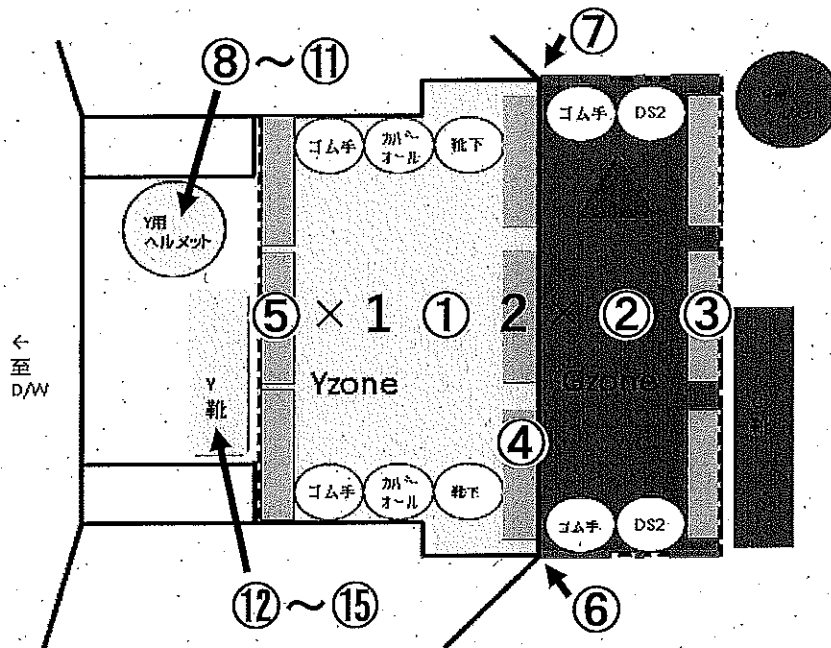 ⑦
⑧～⑪
ゴム手
カバー
オール
靴下
ゴム手
DS2
Y用
ヘルメット
⑤×1
①
2×
②
③
←
至
D/W
Yzone
Gzone
Y
靴
④
ゴム手
カバー
オール
靴下
ゴム手
DS2
⑫～⑮
⑥